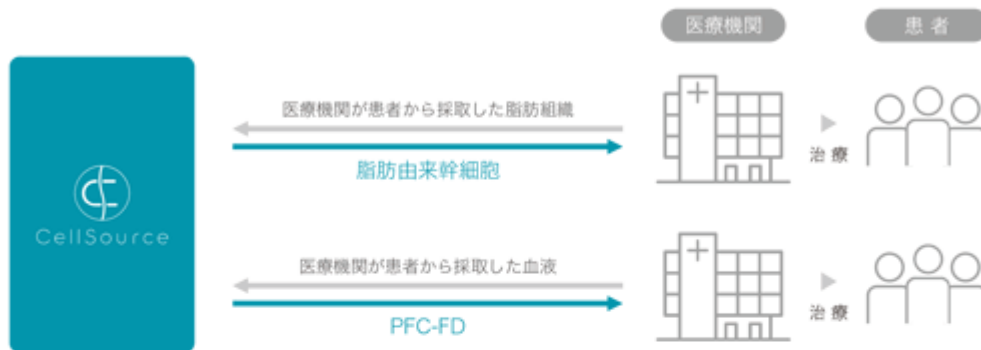 医療機関
患者
医療機関が患者から採取した脂肪組織
脂肪由来幹細胞
治療
CellSource
医療機関が患者から採取した血液
PFC-FD
治療